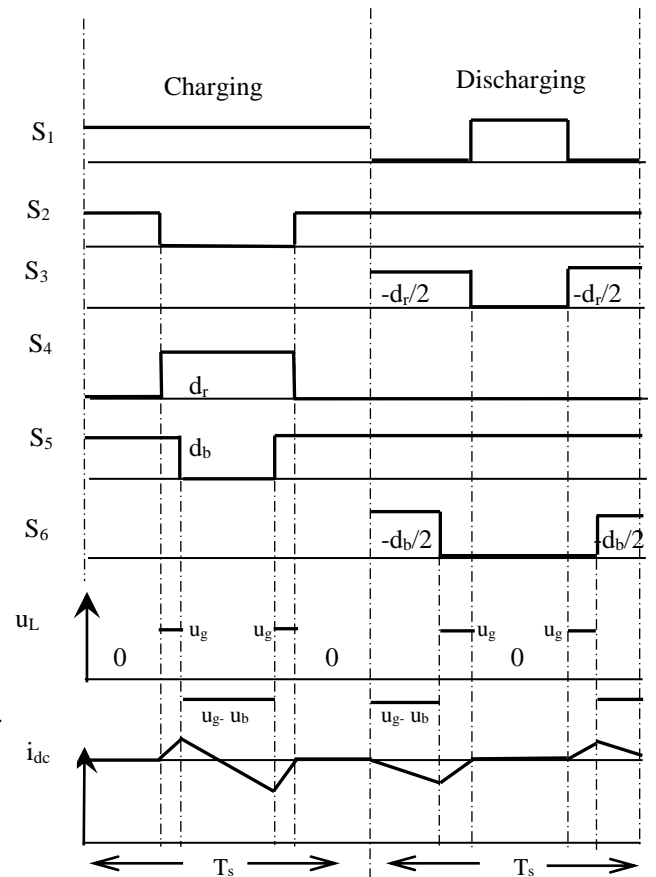 Charging
Discharging
S1
S2
S3
-dr/2
-dr/2
S4
dr
S5
db
S6
-db/2
-db/2
uL
ug
ug
ug
ug
0
0
0
ug- ub
ug- ub
idc
Ts
Ts